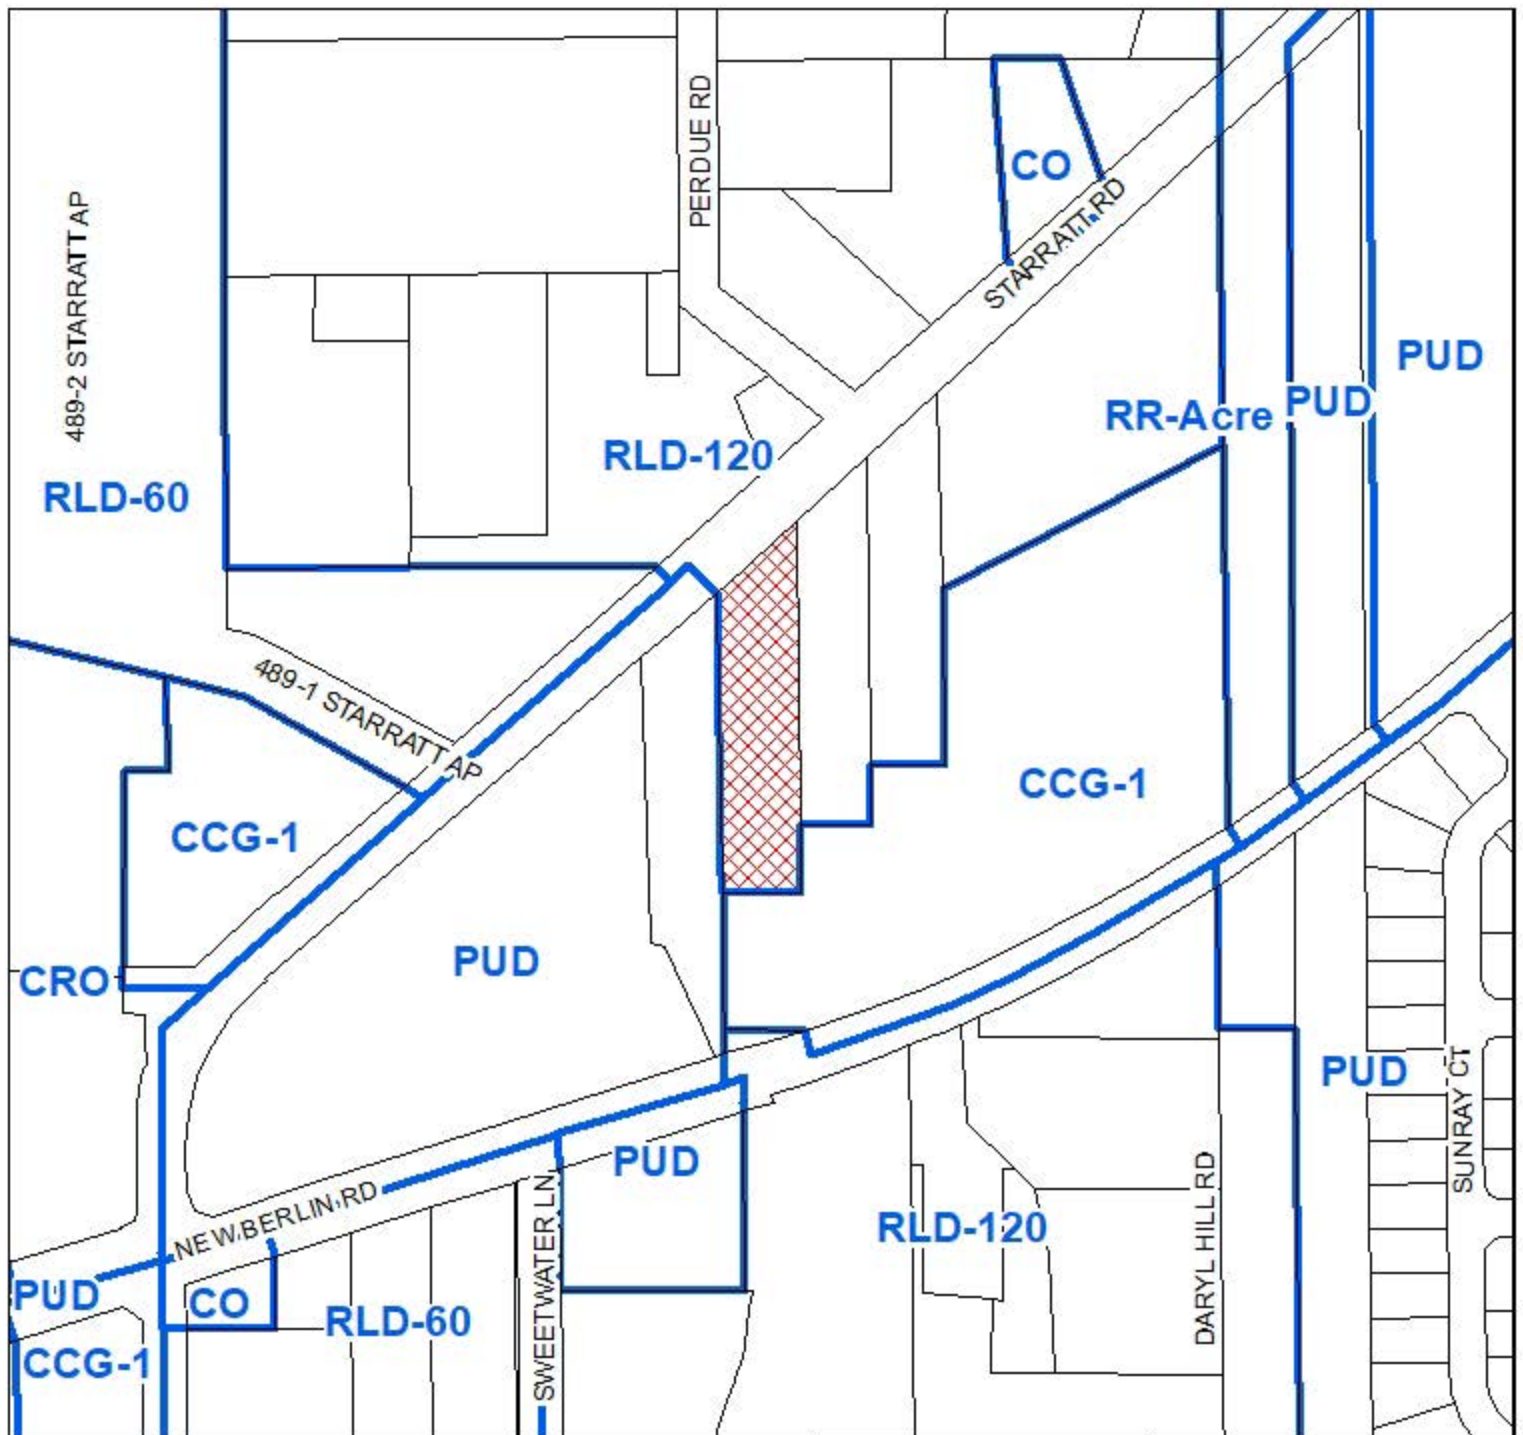 PERDUE RD
CO
STARRATT RD
489-2 STARRATT AP
PUD
PUD
RR-Acre
RLD-120
RLD-60
489-1 STARRATT AP
CCG-1
CCG-1
PUD
CRO
PUD
SUNRAY CT
PUD
NEW BERLIN RD
SWEETWATER LN
RLD-120
DARYL HILL RD
PUD
CO
RLD-60
CCG-1